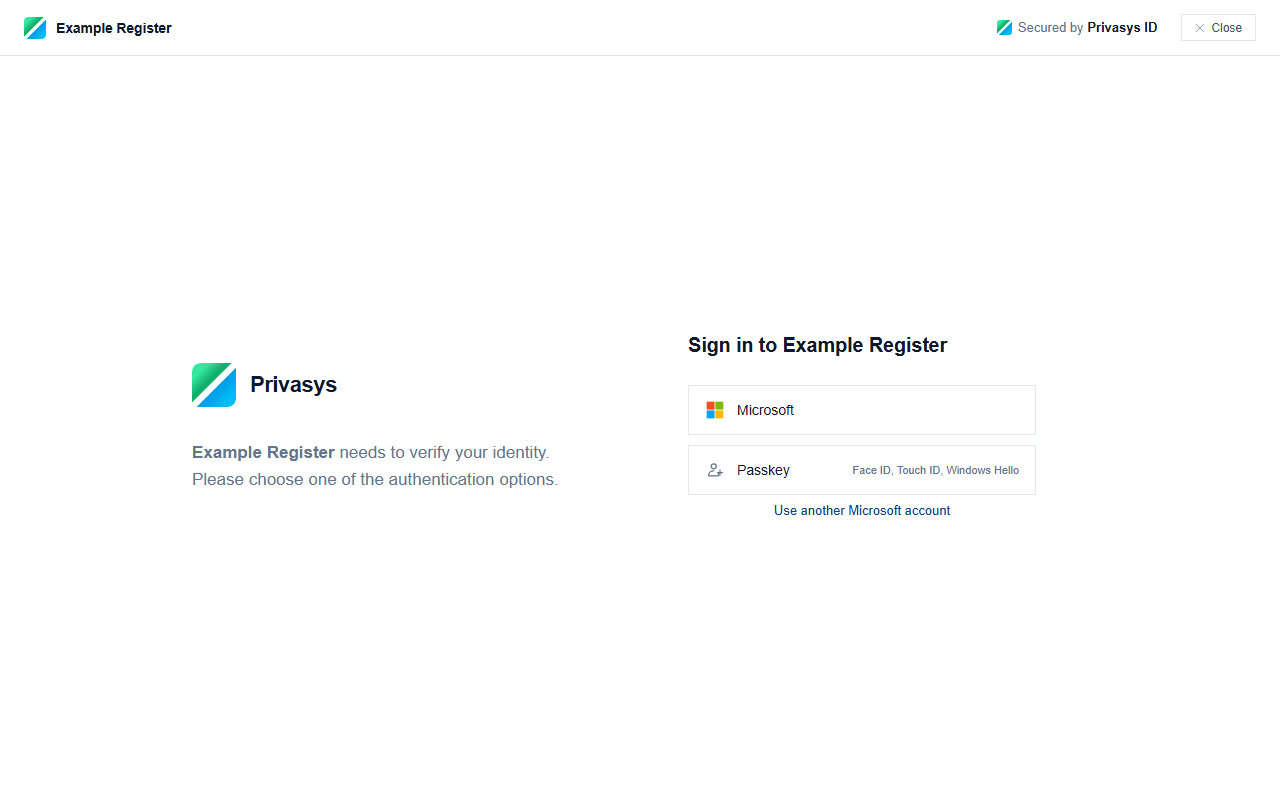 Example Register
Secured by Privasys ID
Close
Privasys
Example Register needs to verify your identity.
Please choose one of the authentication options.
Sign in to Example Register
Microsoft
Passkey
Face ID, Touch ID, Windows Hello
Use another Microsoft account